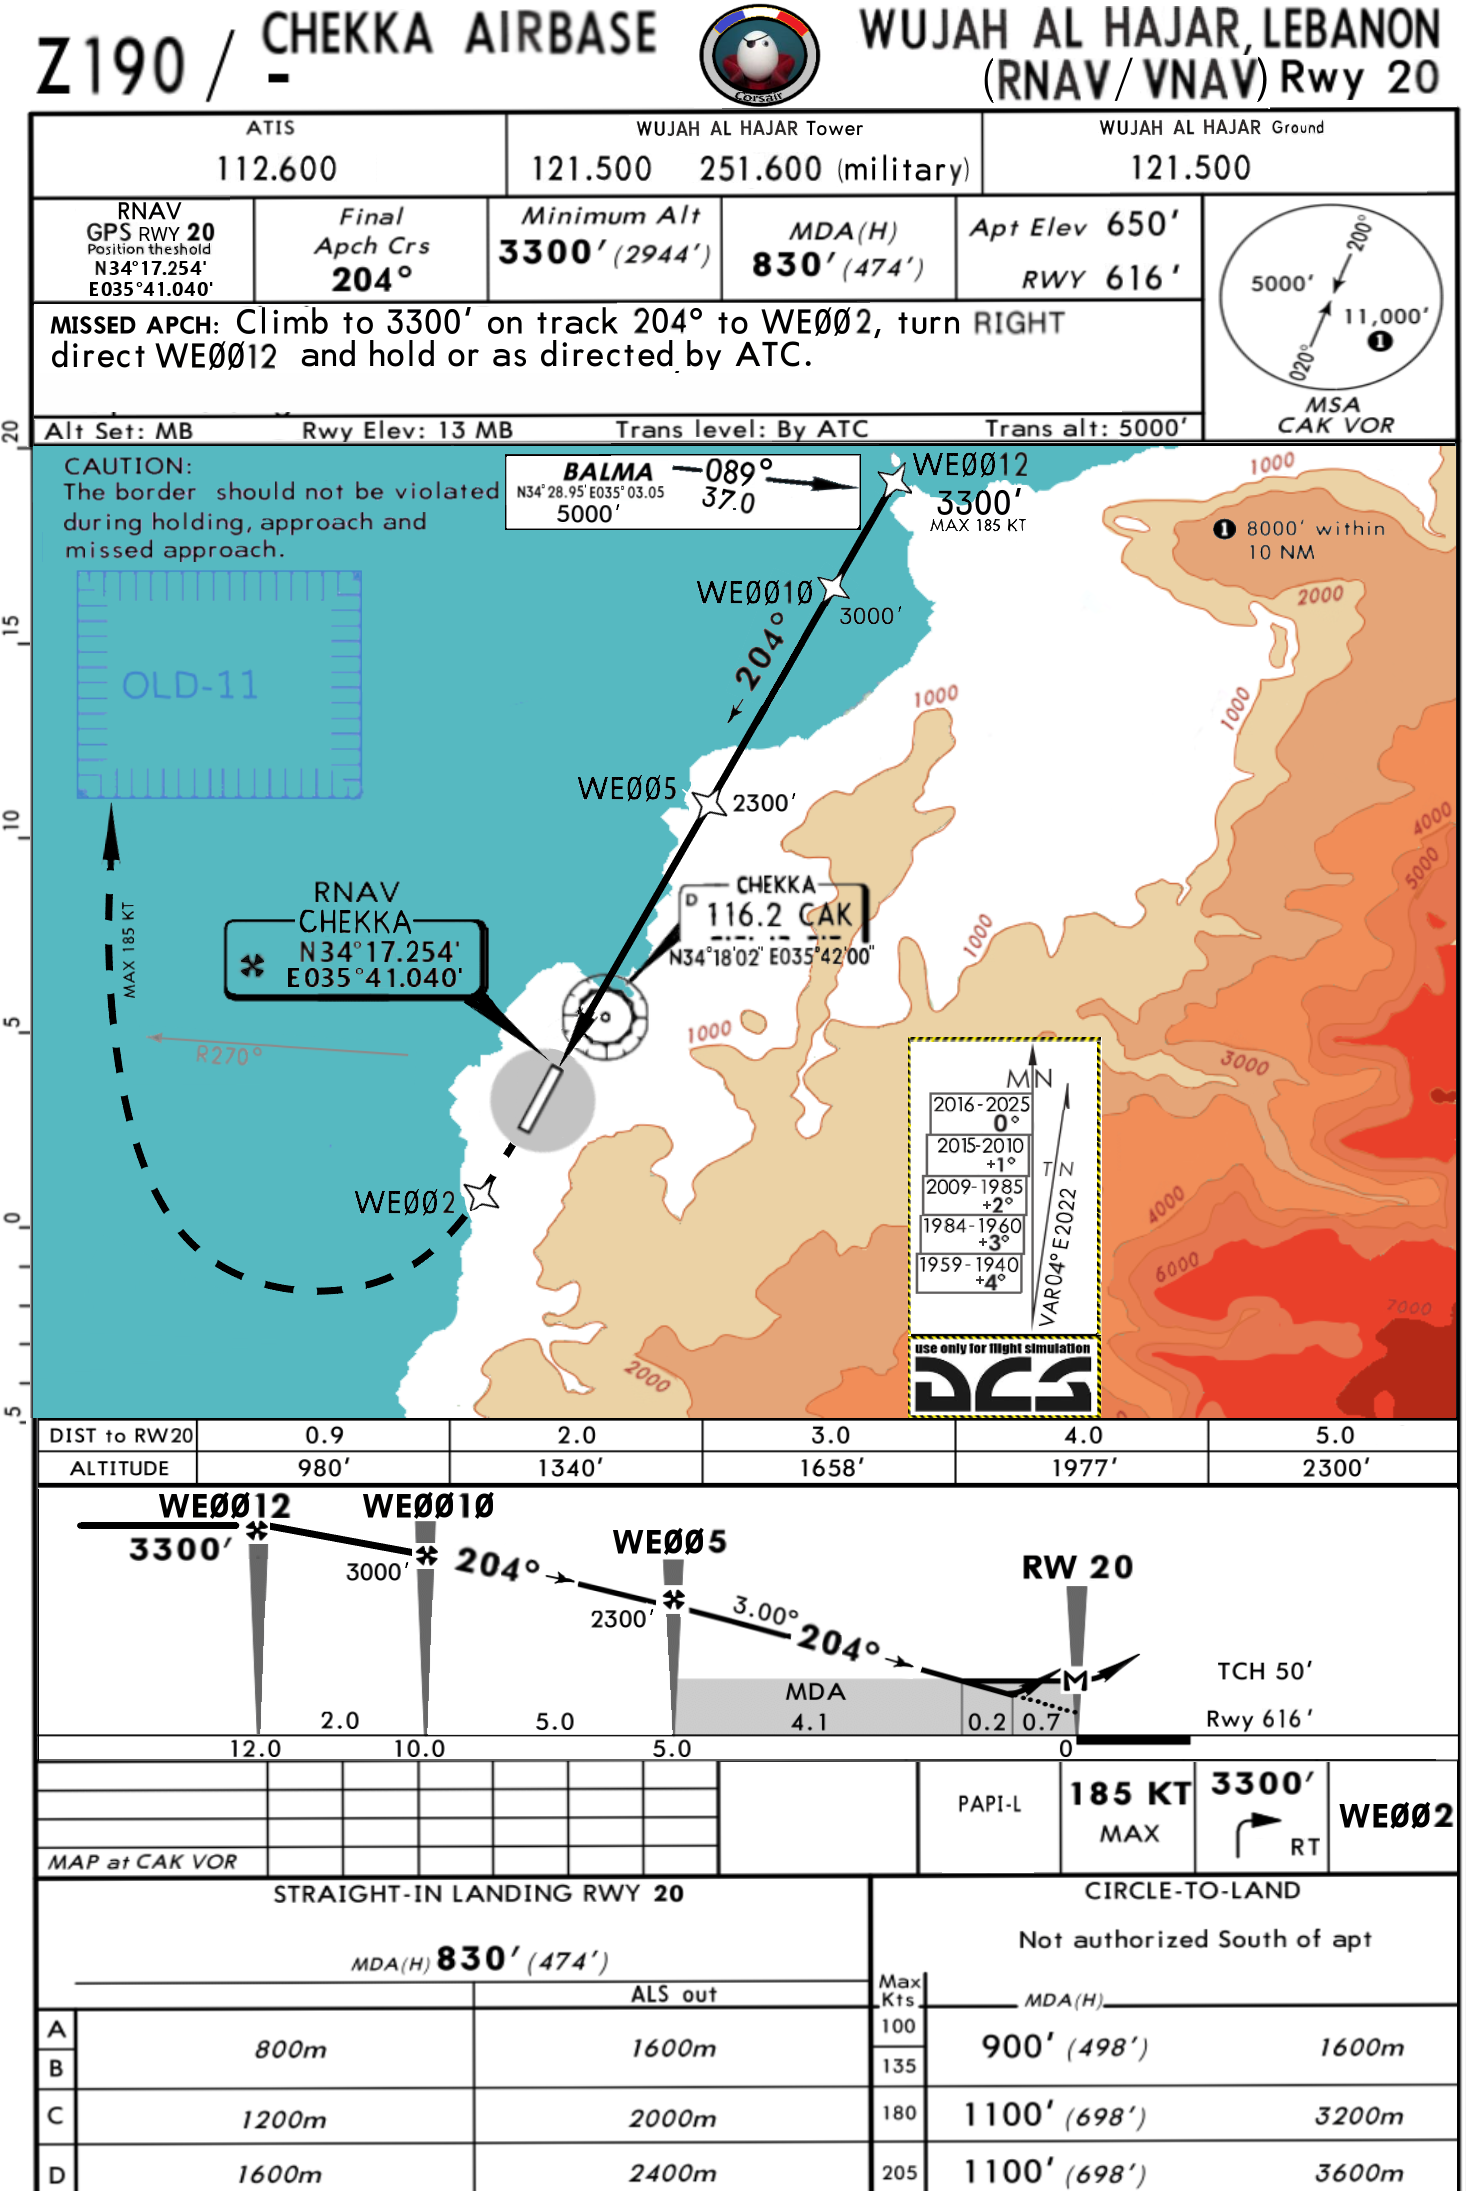 Z190 / CHEKKA AIRBASE
-
Corsair
WUJAH AL HAJAR, LEBANON
(RNAV/VNAV) Rwy 20
ATIS
112.600
WUJAH AL HAJAR Tower
121.500 251.600 (military)
WUJAH AL HAJAR Ground
121.500
RNAV
GPS RWY 20
Position theshold
N34°17.254'
E035°41.040'
Final
Apch Crs
204°
Minimum Alt
3300' (2944')
MDA(H)
830' (474')
Apt Elev 650'
RWY 616'
200°
5000'
11,000'
1
020°
MSA
CAK VOR
MISSED APCH: Climb to 3300' on track 204° to WEØØ2, turn RIGHT
direct WEØØ12 and hold or as directed by ATC.
Alt Set: MB Rwy Elev: 13 MB Trans level: By ATC Trans alt: 5000'
CAUTION:
The border should not be violated
during holding, approach and
missed approach.
BALMA 089°
N34°28.95' E035°03.05 37.0
5000'
WEØØ12
3300'
MAX 185 KT
1000
1 8000' within
10 NM
2000
WEØØ1Ø
3000'
204°
OLD-11
1000
1000
WEØØ5
2300'
4000
5000
RNAV
CHEKKA
N34°17.254'
E035°41.040'
CHEKKA
D 116.2 CAK
N34°18'02" E035°42'00"
MAX 185 KT
1000
R270°
1000
3000
MN
2016-2025
0°
2015-2010
+1°
2009-1985
+2°
1984-1960
+3°
1959-1940
+4°
TN
VAR04°E2022
WEØØ2
4000
6000
7000
2000
use only for flight simulation
DCS
20
15
10
5
0
5
DIST to RW20 0.9 2.0 3.0 4.0 5.0
ALTITUDE 980' 1340' 1658' 1977' 2300'
WEØØ12
3300'
WEØØ1Ø
3000'
204°
WEØØ5
2300'
3.00°
204°
RW 20
M
TCH 50'
Rwy 616'
MDA
2.0 5.0 4.1 0.2 0.7
12.0 10.0 5.0 0
MAP at CAK VOR
PAPI-L
185 KT
MAX
3300'
RT
WEØØ2
STRAIGHT-IN LANDING RWY 20
MDA(H) 830' (474')
ALS out
A
B
800m 1600m
C 1200m 2000m
D 1600m 2400m
CIRCLE-TO-LAND
Not authorized South of apt
Max
Kts
MDA(H)
100
135
900' (498') 1600m
180 1100' (698') 3200m
205 1100' (698') 3600m